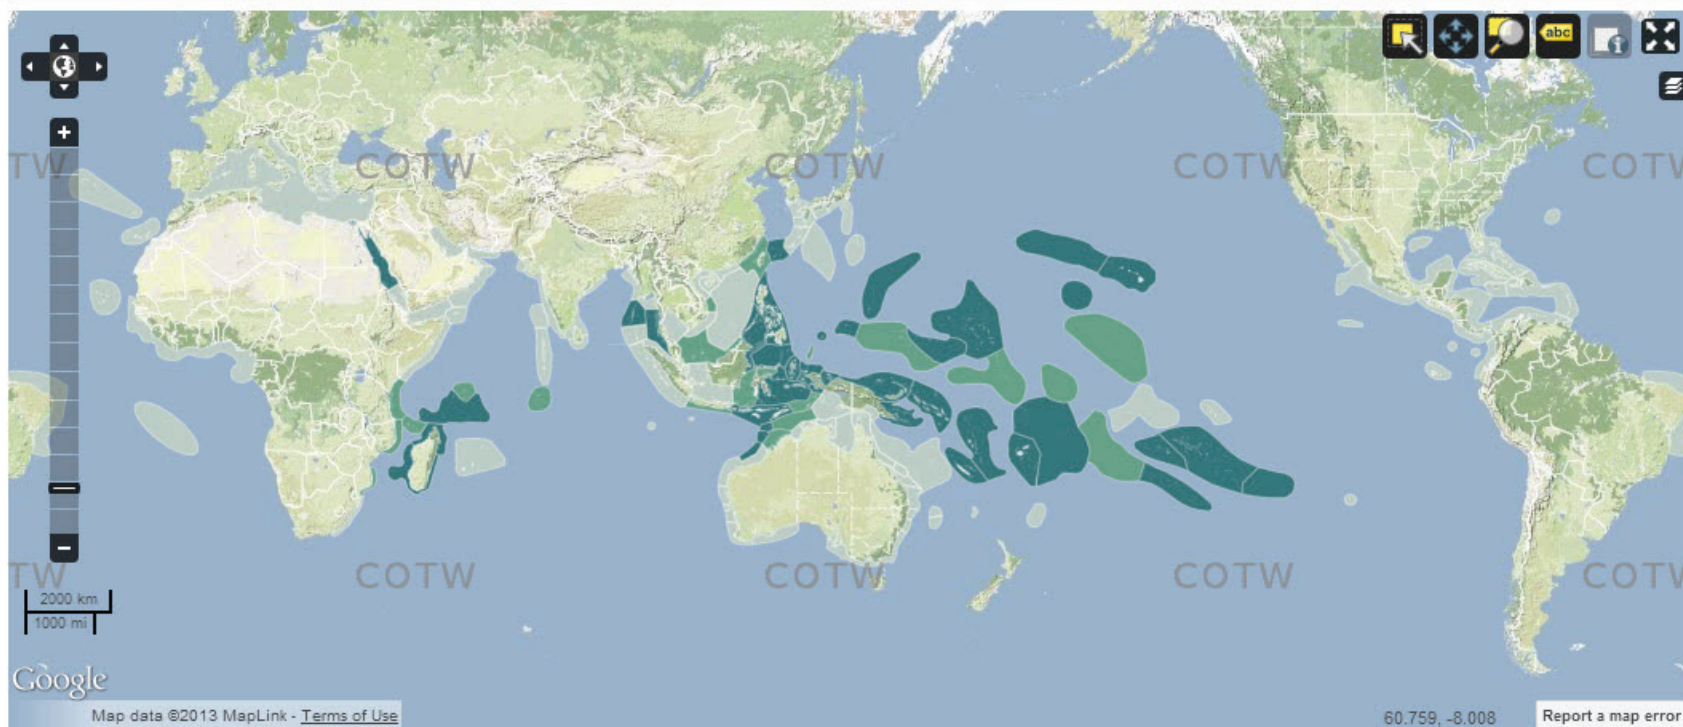 abc
TW COTW COTW COTW COTW
TW COTW COTW COTW COTW
2000 km
1000 mi
Google
Map data ©2013 MapLink - Terms of Use
60.759, -8.008
Report a map error